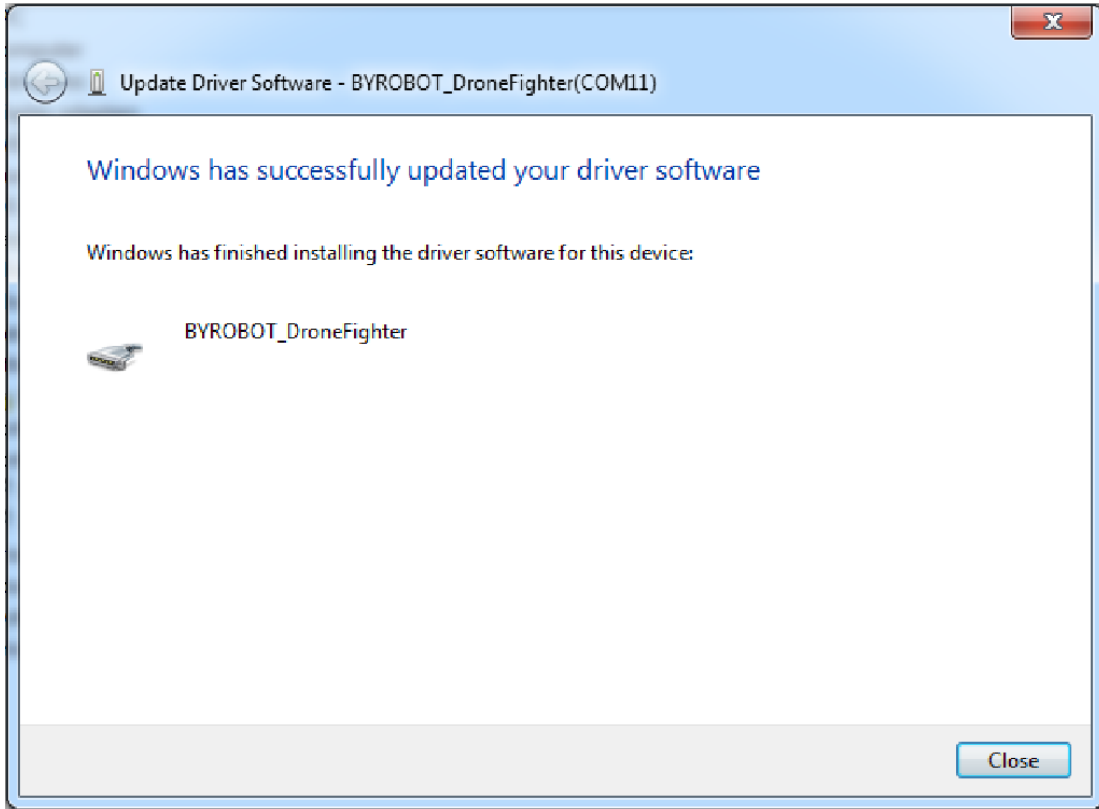 Update Driver Software - BYROBOT_DroneFighter(COM11)
Windows has successfully updated your driver software
Windows has finished installing the driver software for this device:
BYROBOT_DroneFighter
Close